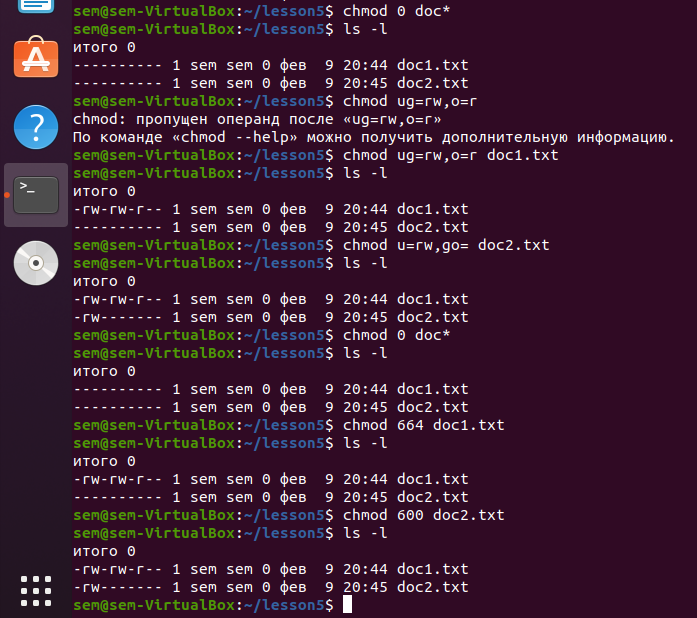 sem@sem-VirtualBox:~/lesson5$ chmod 0 doc*
sem@sem-VirtualBox:~/lesson5$ ls -l
итого 0
---------- 1 sem sem 0 фев  9 20:44 doc1.txt
---------- 1 sem sem 0 фев  9 20:45 doc2.txt
sem@sem-VirtualBox:~/lesson5$ chmod ug=rw,o=r
chmod: пропущен операнд после «ug=rw,o=r»
По команде «chmod --help» можно получить дополнительную информацию.
sem@sem-VirtualBox:~/lesson5$ chmod ug=rw,o=r doc1.txt
sem@sem-VirtualBox:~/lesson5$ ls -l
итого 0
-rw-rw-r-- 1 sem sem 0 фев  9 20:44 doc1.txt
---------- 1 sem sem 0 фев  9 20:45 doc2.txt
sem@sem-VirtualBox:~/lesson5$ chmod u=rw,go= doc2.txt
sem@sem-VirtualBox:~/lesson5$ ls -l
итого 0
-rw-rw-r-- 1 sem sem 0 фев  9 20:44 doc1.txt
-rw------- 1 sem sem 0 фев  9 20:45 doc2.txt
sem@sem-VirtualBox:~/lesson5$ chmod 0 doc*
sem@sem-VirtualBox:~/lesson5$ ls -l
итого 0
---------- 1 sem sem 0 фев  9 20:44 doc1.txt
---------- 1 sem sem 0 фев  9 20:45 doc2.txt
sem@sem-VirtualBox:~/lesson5$ chmod 664 doc1.txt
sem@sem-VirtualBox:~/lesson5$ ls -l
итого 0
-rw-rw-r-- 1 sem sem 0 фев  9 20:44 doc1.txt
---------- 1 sem sem 0 фев  9 20:45 doc2.txt
sem@sem-VirtualBox:~/lesson5$ chmod 600 doc2.txt
sem@sem-VirtualBox:~/lesson5$ ls -l
итого 0
-rw-rw-r-- 1 sem sem 0 фев  9 20:44 doc1.txt
-rw------- 1 sem sem 0 фев  9 20:45 doc2.txt
sem@sem-VirtualBox:~/lesson5$